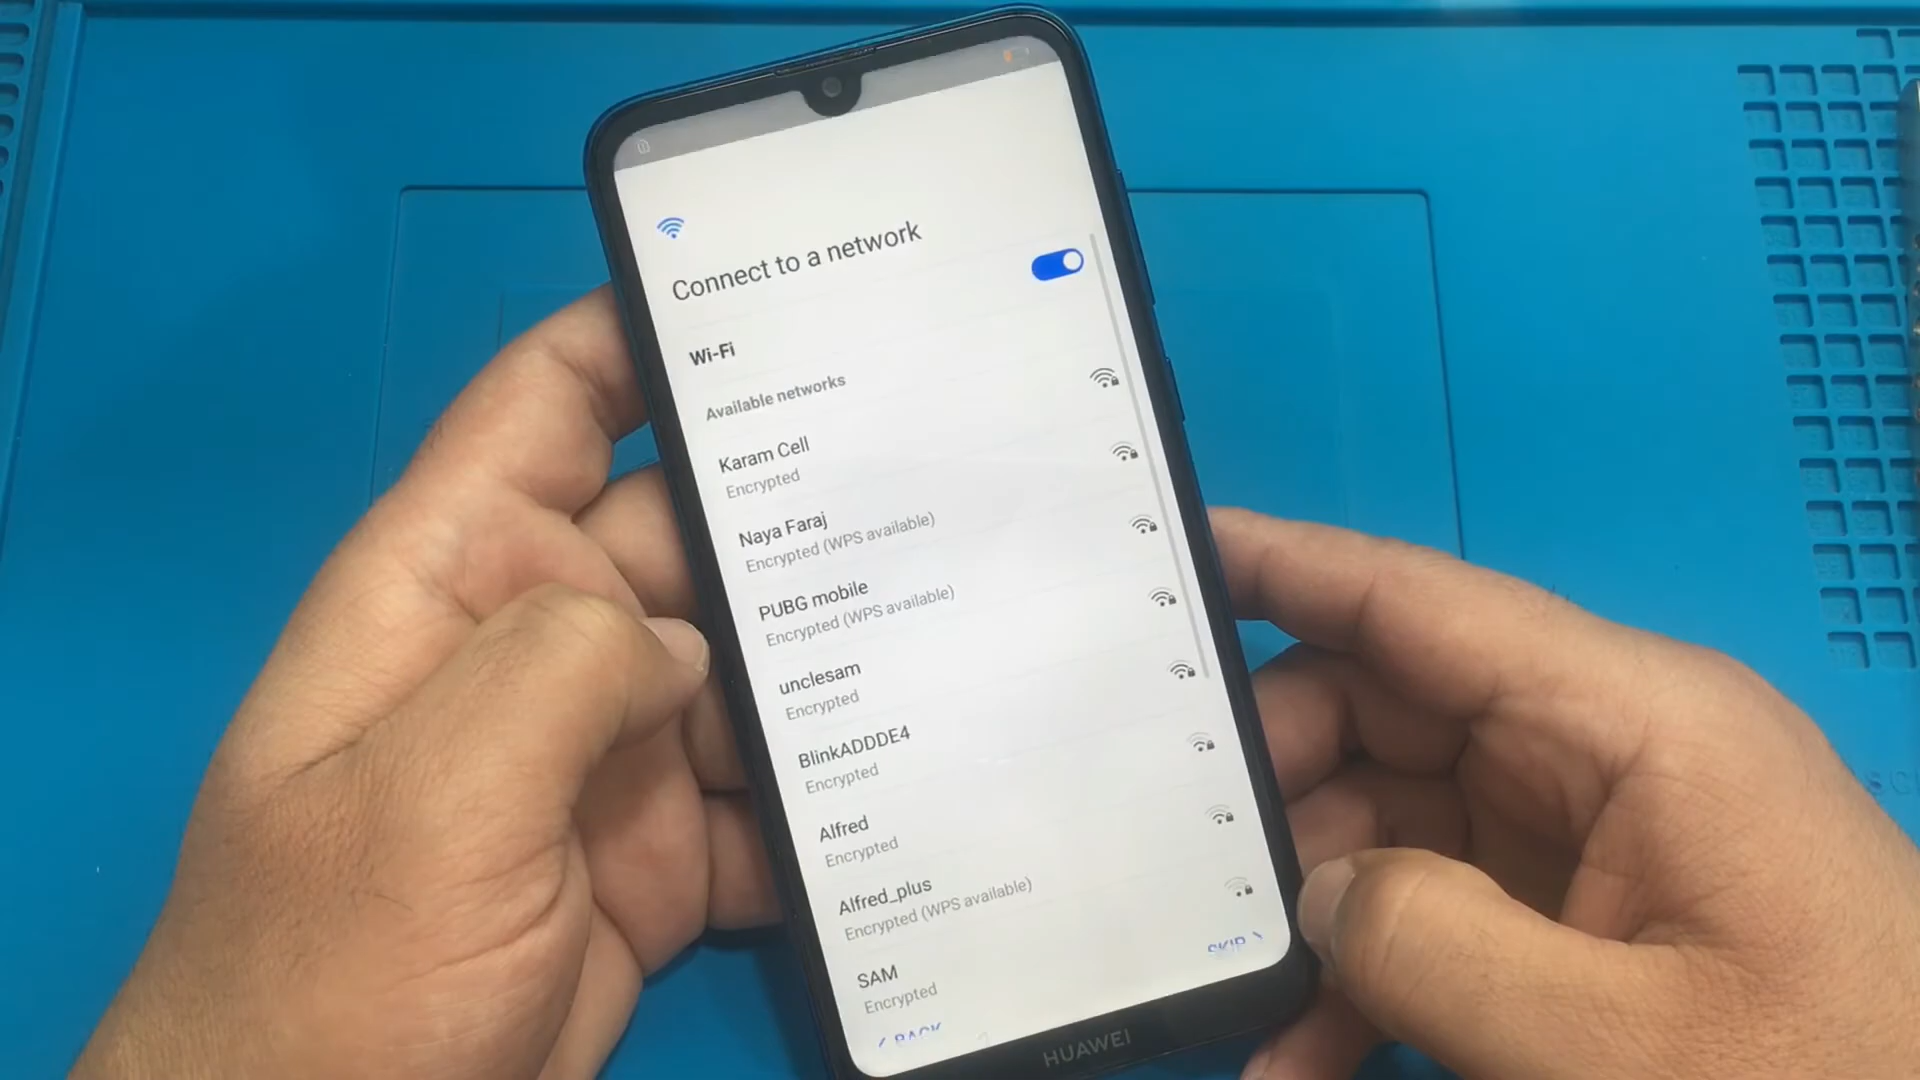 Connect to a network
Wi-Fi
Available networks
Karam Cell
Encrypted
Naya Faraj
Encrypted (WPS available)
PUBG mobile
Encrypted (WPS available)
unclesam
Encrypted
BlinkADDDE4
Encrypted
Alfred
Encrypted
Alfred_plus
Encrypted (WPS available)
SAM
Encrypted
SKIP
BACK
HUAWEI